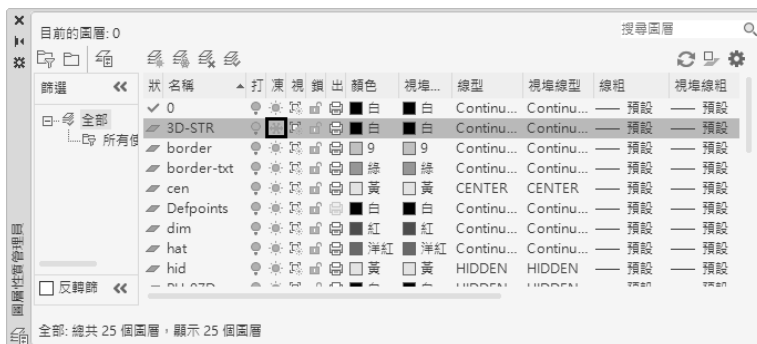 目前的圖層: 0
搜尋圖層
篩選
狀 名稱 打 凍 視 鎖 出 顏色 視埠... 線型 視埠線型 線粗 視埠線粗
0 白 白 Continu... Continu... 預設 預設
3D-STR 白 白 Continu... Continu... 預設 預設
border 9 9 Continu... Continu... 預設 預設
border-txt 綠 綠 Continu... Continu... 預設 預設
cen 黃 黃 CENTER CENTER 預設 預設
Defpoints 白 白 Continu... Continu... 預設 預設
dim 紅 紅 Continu... Continu... 預設 預設
hat 洋紅 洋紅 Continu... Continu... 預設 預設
hid 黃 黃 HIDDEN HIDDEN 預設 預設
全部
所有使
反轉篩
圖層性質管理員
全部: 總共 25 個圖層，顯示 25 個圖層